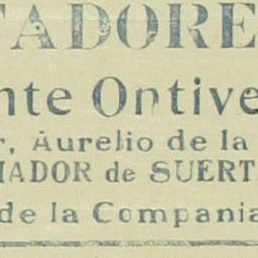 TADORE
nte Ontive
r, Aurelio de la
IADOR de SUERT
de la Compania